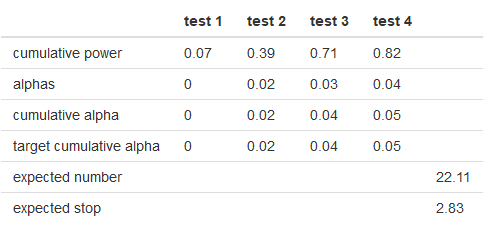 test 1 test 2 test 3 test 4
cumulative power 0.07 0.39 0.71 0.82
alphas 0 0.02 0.03 0.04
cumulative alpha 0 0.02 0.04 0.05
target cumulative alpha 0 0.02 0.04 0.05
expected number 22.11
expected stop 2.83